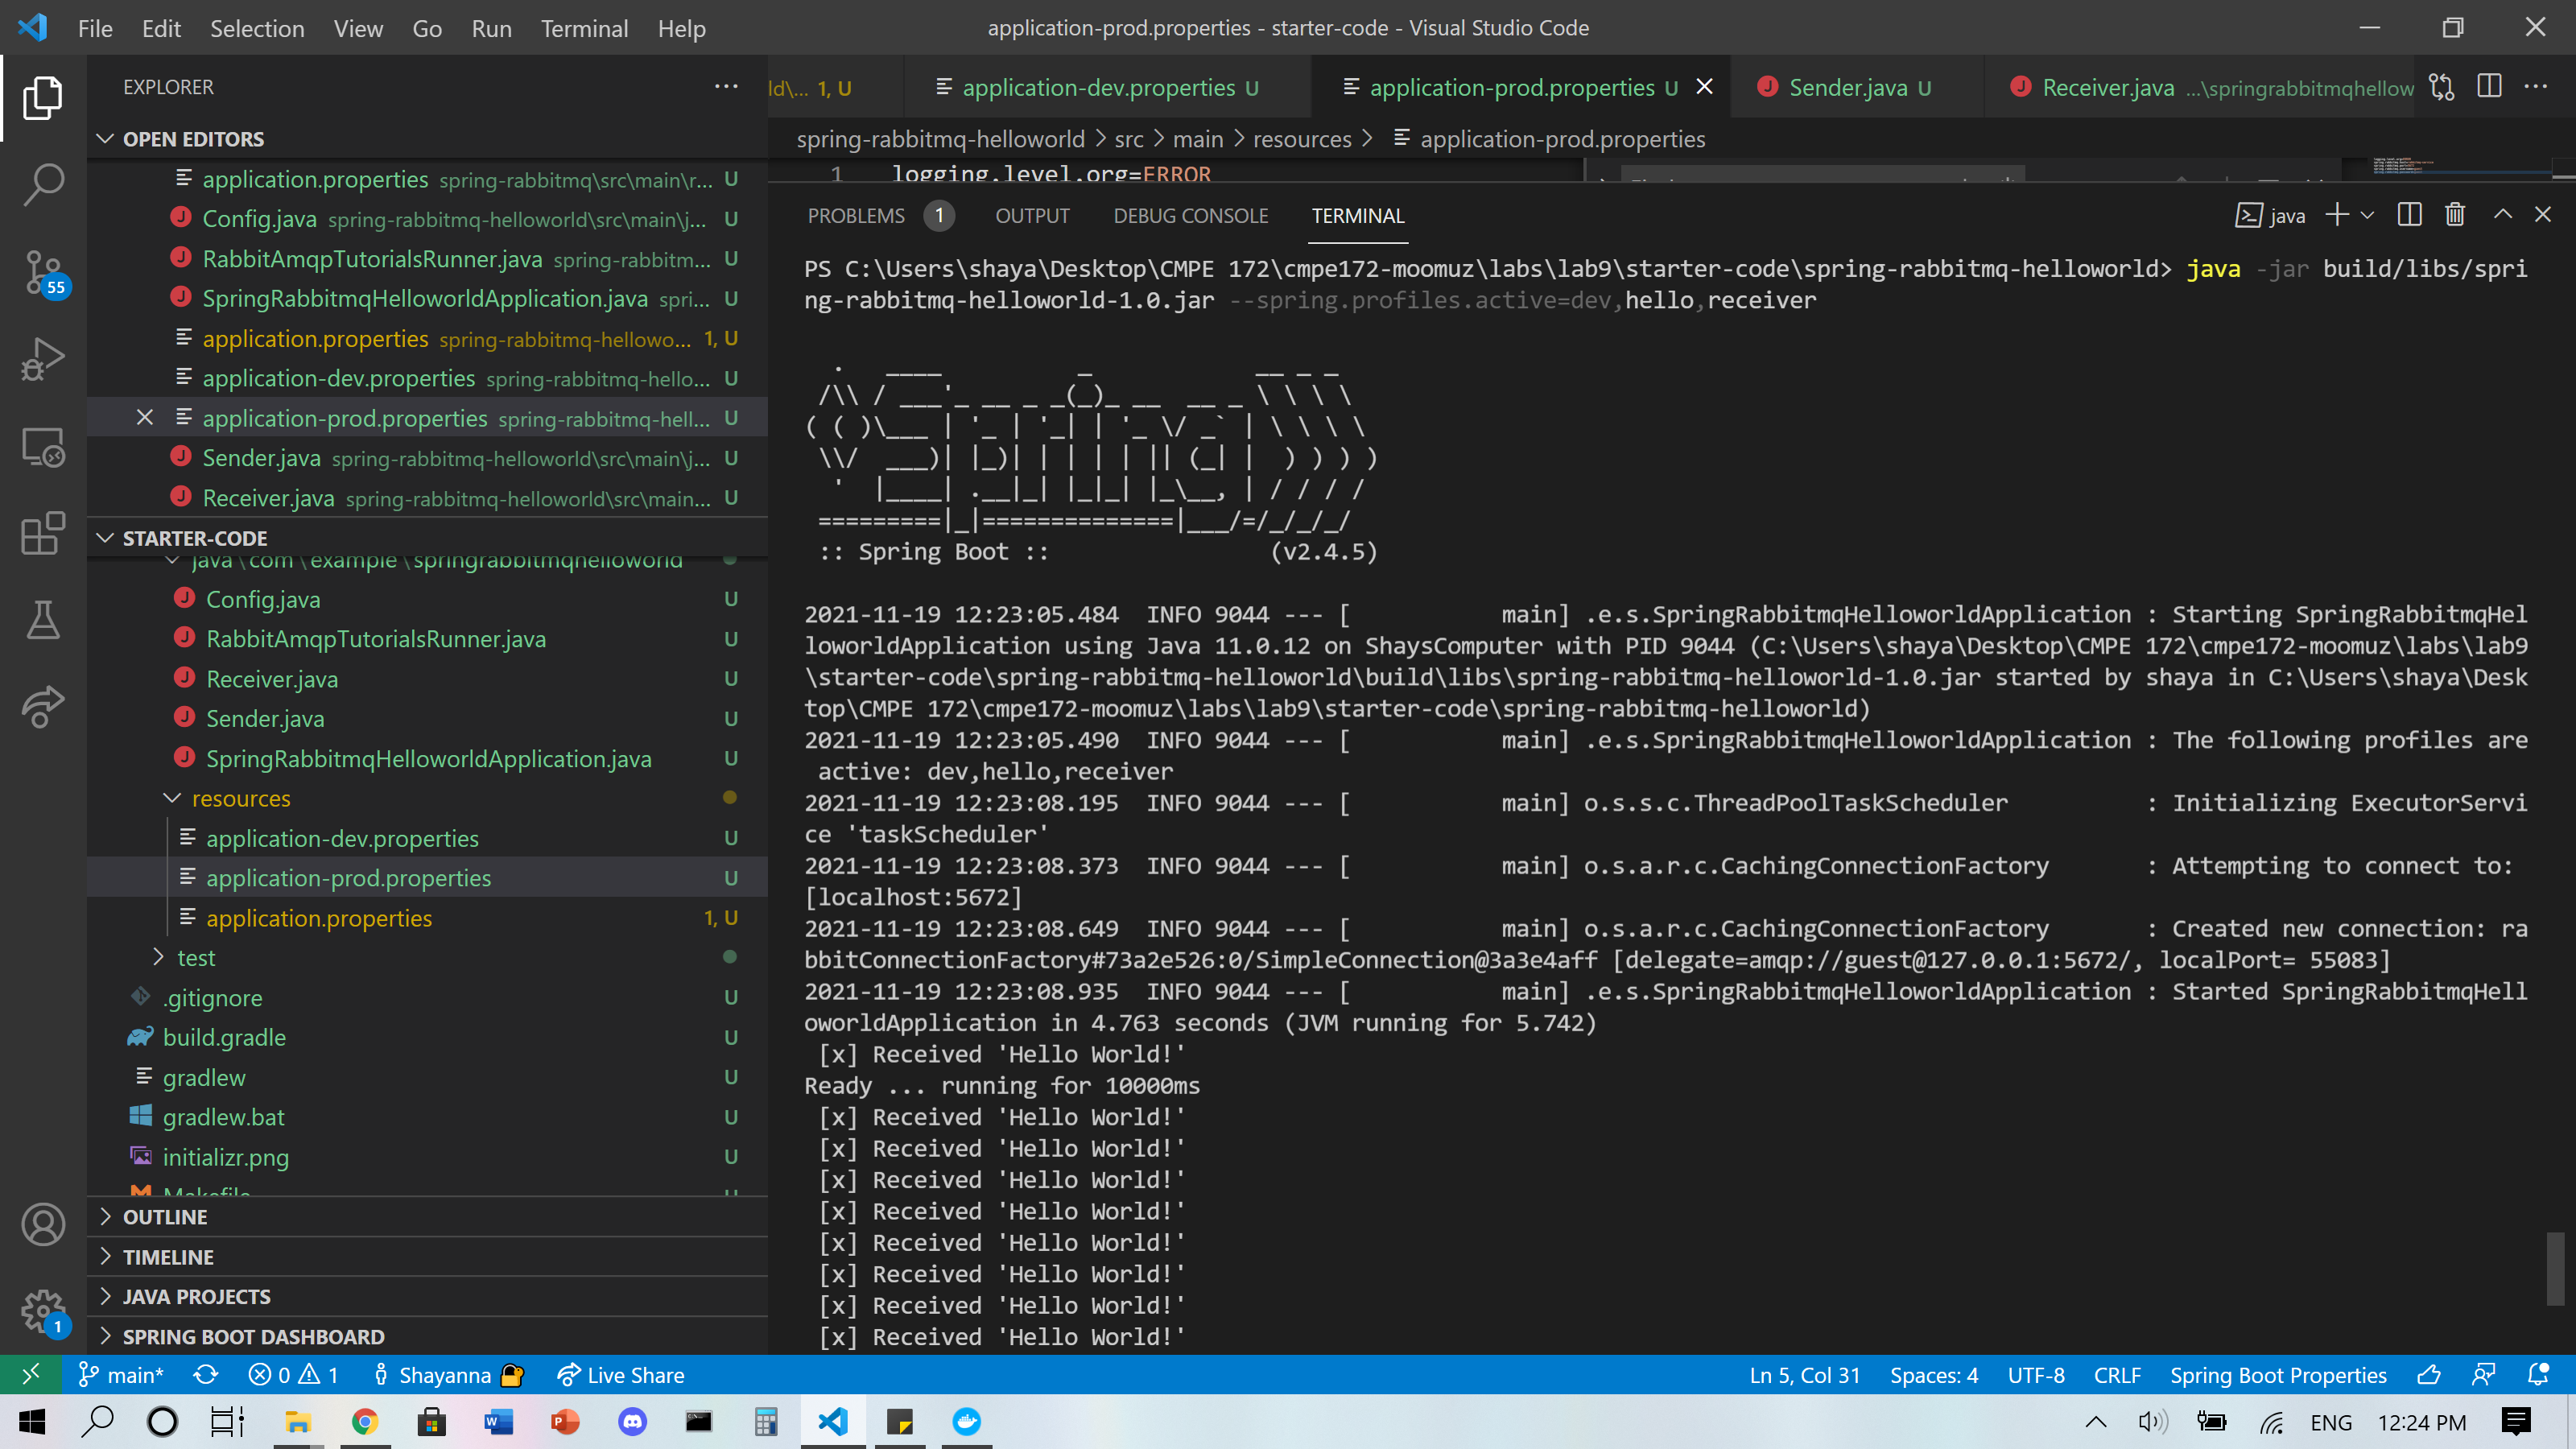 File Edit Selection View Go Run Terminal Help
application-prod.properties - starter-code - Visual Studio Code
EXPLORER
OPEN EDITORS
application.properties spring-rabbitmq\src\main\r... U
Config.java spring-rabbitmq-helloworld\src\main\j... U
RabbitAmqpTutorialsRunner.java spring-rabbitm... U
SpringRabbitmqHelloworldApplication.java spri... U
application.properties spring-rabbitmq-hellowo... 1, U
application-dev.properties spring-rabbitmq-hello... U
application-prod.properties spring-rabbitmq-hell... U
Sender.java spring-rabbitmq-helloworld\src\main\j... U
Receiver.java spring-rabbitmq-helloworld\src\main... U
STARTER-CODE
java\com\example\springrabbitmqhelloworld
Config.java U
RabbitAmqpTutorialsRunner.java U
Receiver.java U
Sender.java U
SpringRabbitmqHelloworldApplication.java U
resources
application-dev.properties U
application-prod.properties U
application.properties 1, U
test
.gitignore U
build.gradle U
gradlew U
gradlew.bat U
initializr.png U
Makefile U
OUTLINE
TIMELINE
JAVA PROJECTS
SPRING BOOT DASHBOARD
55
1
ld\... 1, U
application-dev.properties U
application-prod.properties U
Sender.java U
Receiver.java ...\springrabbitmqhellow
spring-rabbitmq-helloworld > src > main > resources > application-prod.properties
1 logging.level.org=ERROR
PROBLEMS 1 OUTPUT DEBUG CONSOLE TERMINAL
java
PS C:\Users\shaya\Desktop\CMPE 172\cmpe172-moomuz\labs\lab9\starter-code\spring-rabbitmq-helloworld> java -jar build/libs/spri
ng-rabbitmq-helloworld-1.0.jar --spring.profiles.active=dev,hello,receiver
:: Spring Boot :: (v2.4.5)
2021-11-19 12:23:05.484 INFO 9044 --- [ main] .e.s.SpringRabbitmqHelloworldApplication : Starting SpringRabbitmqHel
loworldApplication using Java 11.0.12 on ShaysComputer with PID 9044 (C:\Users\shaya\Desktop\CMPE 172\cmpe172-moomuz\labs\lab9
\starter-code\spring-rabbitmq-helloworld\build\libs\spring-rabbitmq-helloworld-1.0.jar started by shaya in C:\Users\shaya\Desk
top\CMPE 172\cmpe172-moomuz\labs\lab9\starter-code\spring-rabbitmq-helloworld)
2021-11-19 12:23:05.490 INFO 9044 --- [ main] .e.s.SpringRabbitmqHelloworldApplication : The following profiles are
active: dev,hello,receiver
2021-11-19 12:23:08.195 INFO 9044 --- [ main] o.s.s.c.ThreadPoolTaskScheduler : Initializing ExecutorServi
ce 'taskScheduler'
2021-11-19 12:23:08.373 INFO 9044 --- [ main] o.s.a.r.c.CachingConnectionFactory : Attempting to connect to:
[localhost:5672]
2021-11-19 12:23:08.649 INFO 9044 --- [ main] o.s.a.r.c.CachingConnectionFactory : Created new connection: ra
bbitConnectionFactory#73a2e526:0/SimpleConnection@3a3e4aff [delegate=amqp://guest@127.0.0.1:5672/, localPort= 55083]
2021-11-19 12:23:08.935 INFO 9044 --- [ main] .e.s.SpringRabbitmqHelloworldApplication : Started SpringRabbitmqHell
oworldApplication in 4.763 seconds (JVM running for 5.742)
[x] Received 'Hello World!'
Ready ... running for 10000ms
[x] Received 'Hello World!'
[x] Received 'Hello World!'
[x] Received 'Hello World!'
[x] Received 'Hello World!'
[x] Received 'Hello World!'
[x] Received 'Hello World!'
[x] Received 'Hello World!'
[x] Received 'Hello World!'
main* 0 1 Shayanna Live Share
Ln 5, Col 31 Spaces: 4 UTF-8 CRLF Spring Boot Properties
ENG 12:24 PM